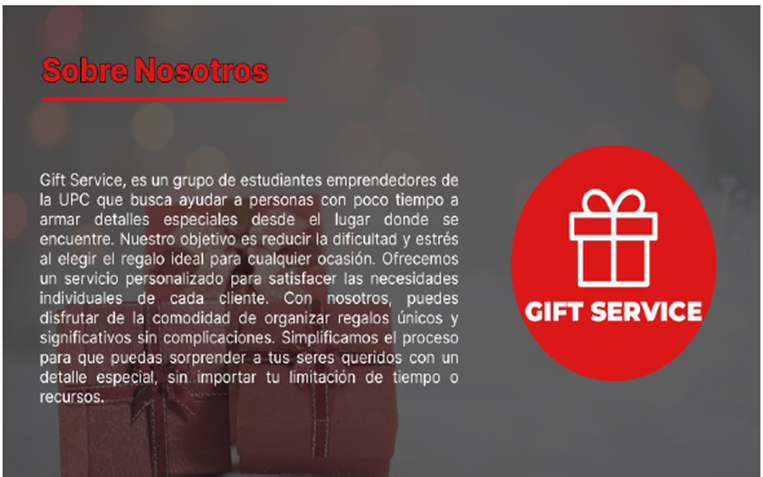 Sobre Nosotros
Gift Service, es un grupo de estudiantes emprendedores de
la UPC que busca ayudar a personas con poco tiempo a
armar detalles especiales desde el lugar donde se
encuentre. Nuestro objetivo es reducir la dificultad y estrés
al elegir el regalo ideal para cualquier ocasión. Ofrecemos
un servicio personalizado para satisfacer las necesidades
individuales de cada cliente. Con nosotros, puedes
disfrutar de la comodidad de organizar regalos únicos y
significativos sin complicaciones. Simplificamos el proceso
para que puedas sorprender a tus seres queridos con un
detalle especial, sin importar tu limitación de tiempo o
recursos.
GIFT SERVICE